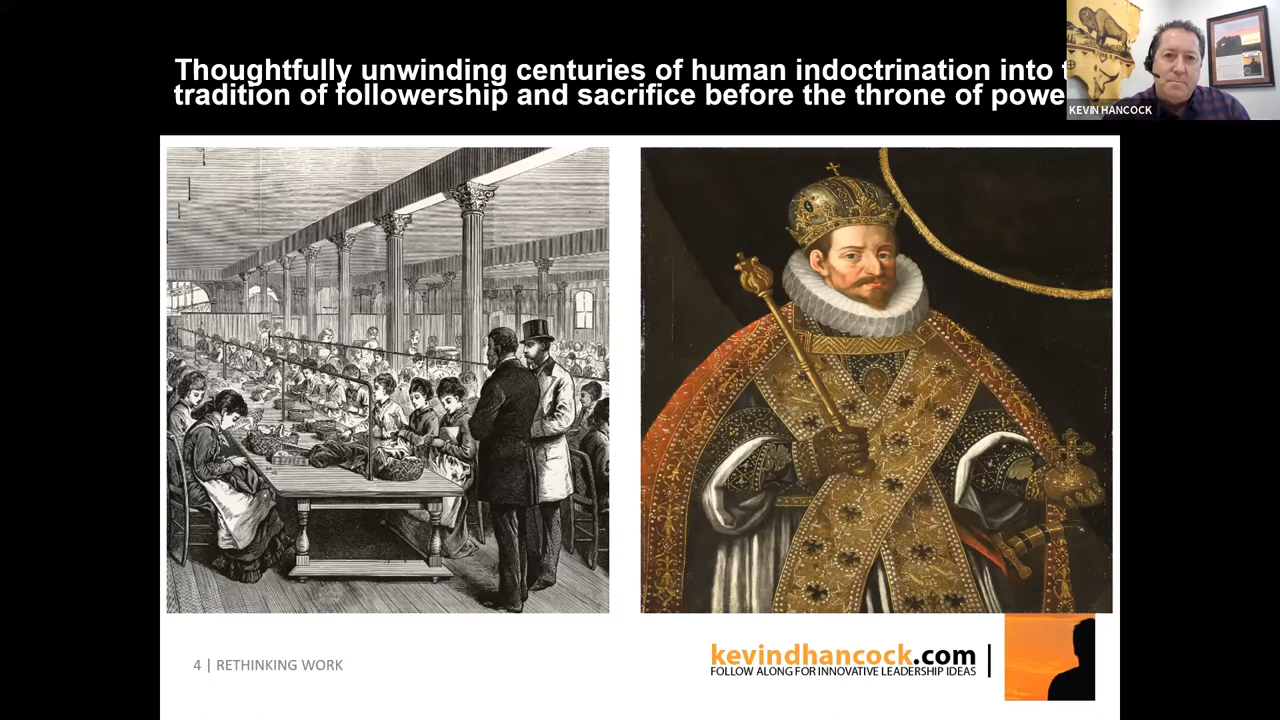 Thoughtfully unwinding centuries of human indoctrination into
tradition of followership and sacrifice before the throne of powe
KEVIN HANCOCK
4 | RETHINKING WORK
kevindhancock.com
FOLLOW ALONG FOR INNOVATIVE LEADERSHIP IDEAS